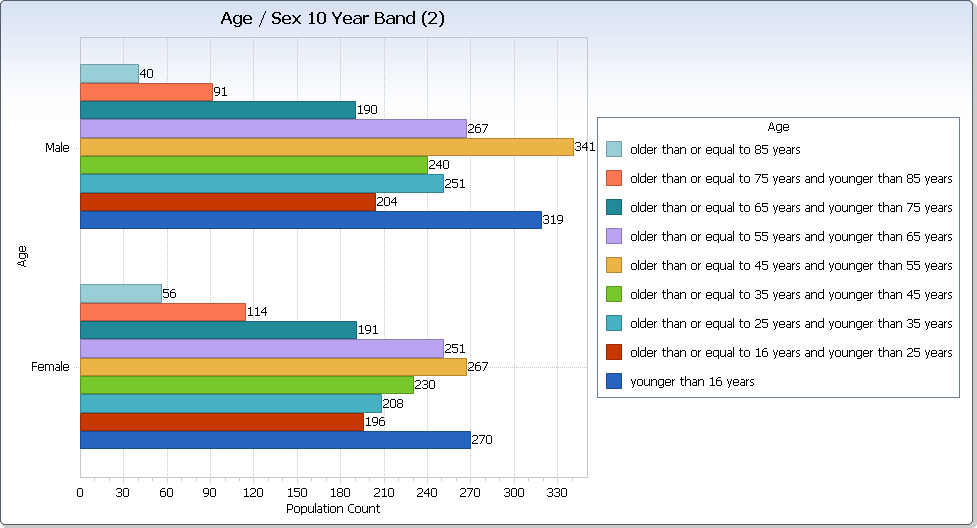 Age / Sex 10 Year Band (2)
40
91
190
267
Male
341
240
251
204
319
Age
56
114
191
251
Female
267
230
208
196
270
0 30 60 90 120 150 180 210 240 270 300 330
Population Count
Age
older than or equal to 85 years
older than or equal to 75 years and younger than 85 years
older than or equal to 65 years and younger than 75 years
older than or equal to 55 years and younger than 65 years
older than or equal to 45 years and younger than 55 years
older than or equal to 35 years and younger than 45 years
older than or equal to 25 years and younger than 35 years
older than or equal to 16 years and younger than 25 years
younger than 16 years